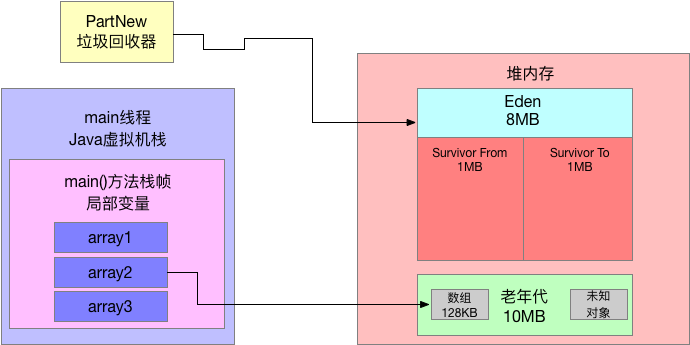 PartNew
垃圾回收器
main线程
Java虚拟机栈
main()方法栈帧
局部变量
array1
array2
array3
堆内存
Eden
8MB
Survivor From
1MB
Survivor To
1MB
数组
128KB
老年代
10MB
未知
对象